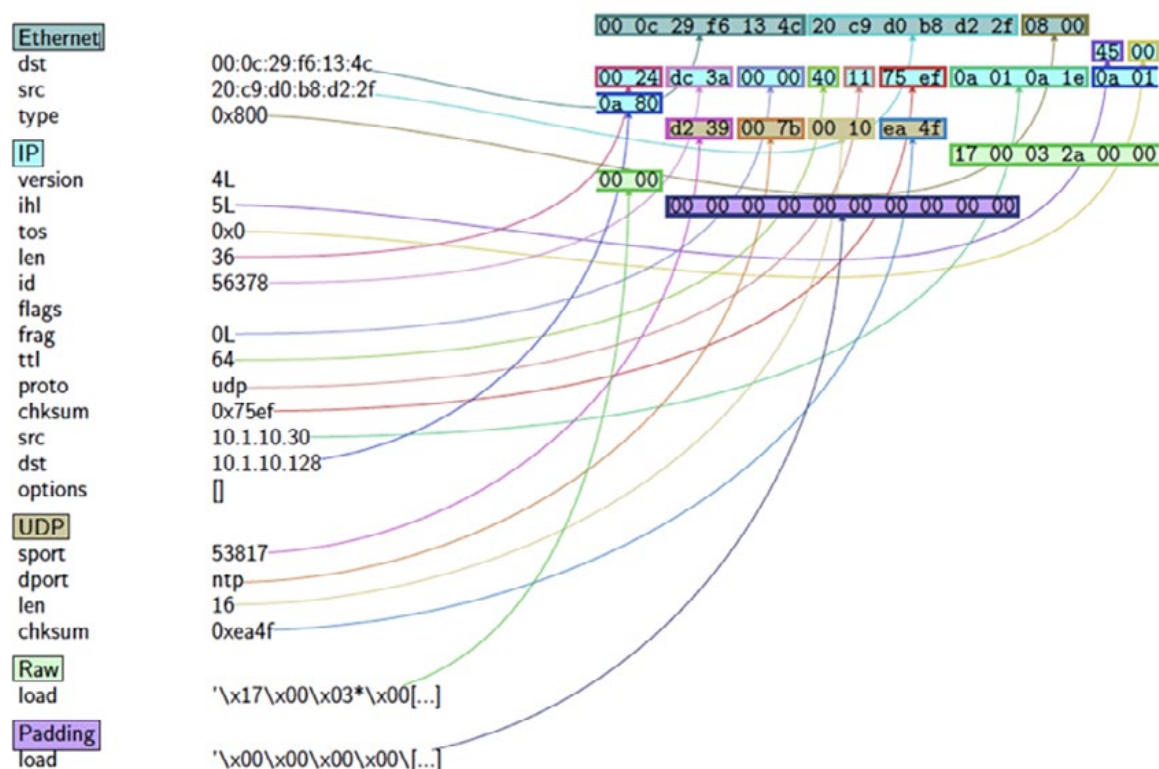 Ethernet
dst 00:0c:29:f6:13:4c
src 20:c9:d0:b8:d2:2f
type 0x800
IP
version 4L
ihl 5L
tos 0x0
len 36
id 56378
flags
frag 0L
ttl 64
proto udp
chksum 0x75ef
src 10.1.10.30
dst 10.1.10.128
options []
UDP
sport 53817
dport ntp
len 16
chksum 0xea4f
Raw
load '\x17\x00\x03*\x00[...]
Padding
load '\x00\x00\x00\x00\[...]
00 0c 29 f6 13 4c 20 c9 d0 b8 d2 2f 08 00
45 00
00 24 dc 3a 00 00 40 11 75 ef 0a 01 0a 1e 0a 01
0a 80
d2 39 00 7b 00 10 ea 4f
17 00 03 2a 00 00
00 00
00 00 00 00 00 00 00 00 00 00